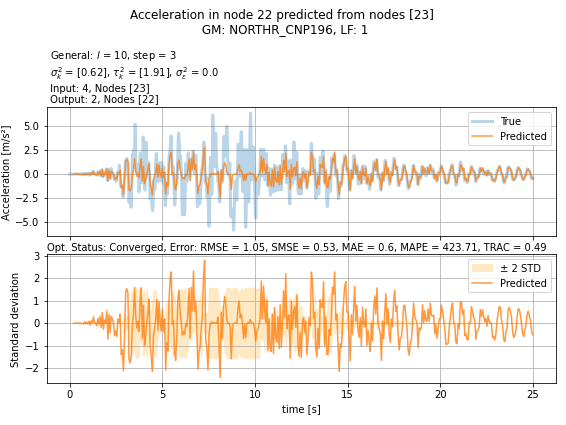 Acceleration in node 22 predicted from nodes [23]
GM: NORTHR_CNP196, LF: 1
General: l = 10, step = 3
σ²ₖ = [0.62], τ²ₖ = [1.91], σ²ε = 0.0
Input: 4, Nodes [23]
Output: 2, Nodes [22]
Acceleration [m/s²]
5.0
2.5
0.0
−2.5
−5.0
True
Predicted
Opt. Status: Converged, Error: RMSE = 1.05, SMSE = 0.53, MAE = 0.6, MAPE = 423.71, TRAC = 0.49
Standard deviation
3
2
1
0
−1
−2
± 2 STD
Predicted
0 5 10 15 20 25
time [s]